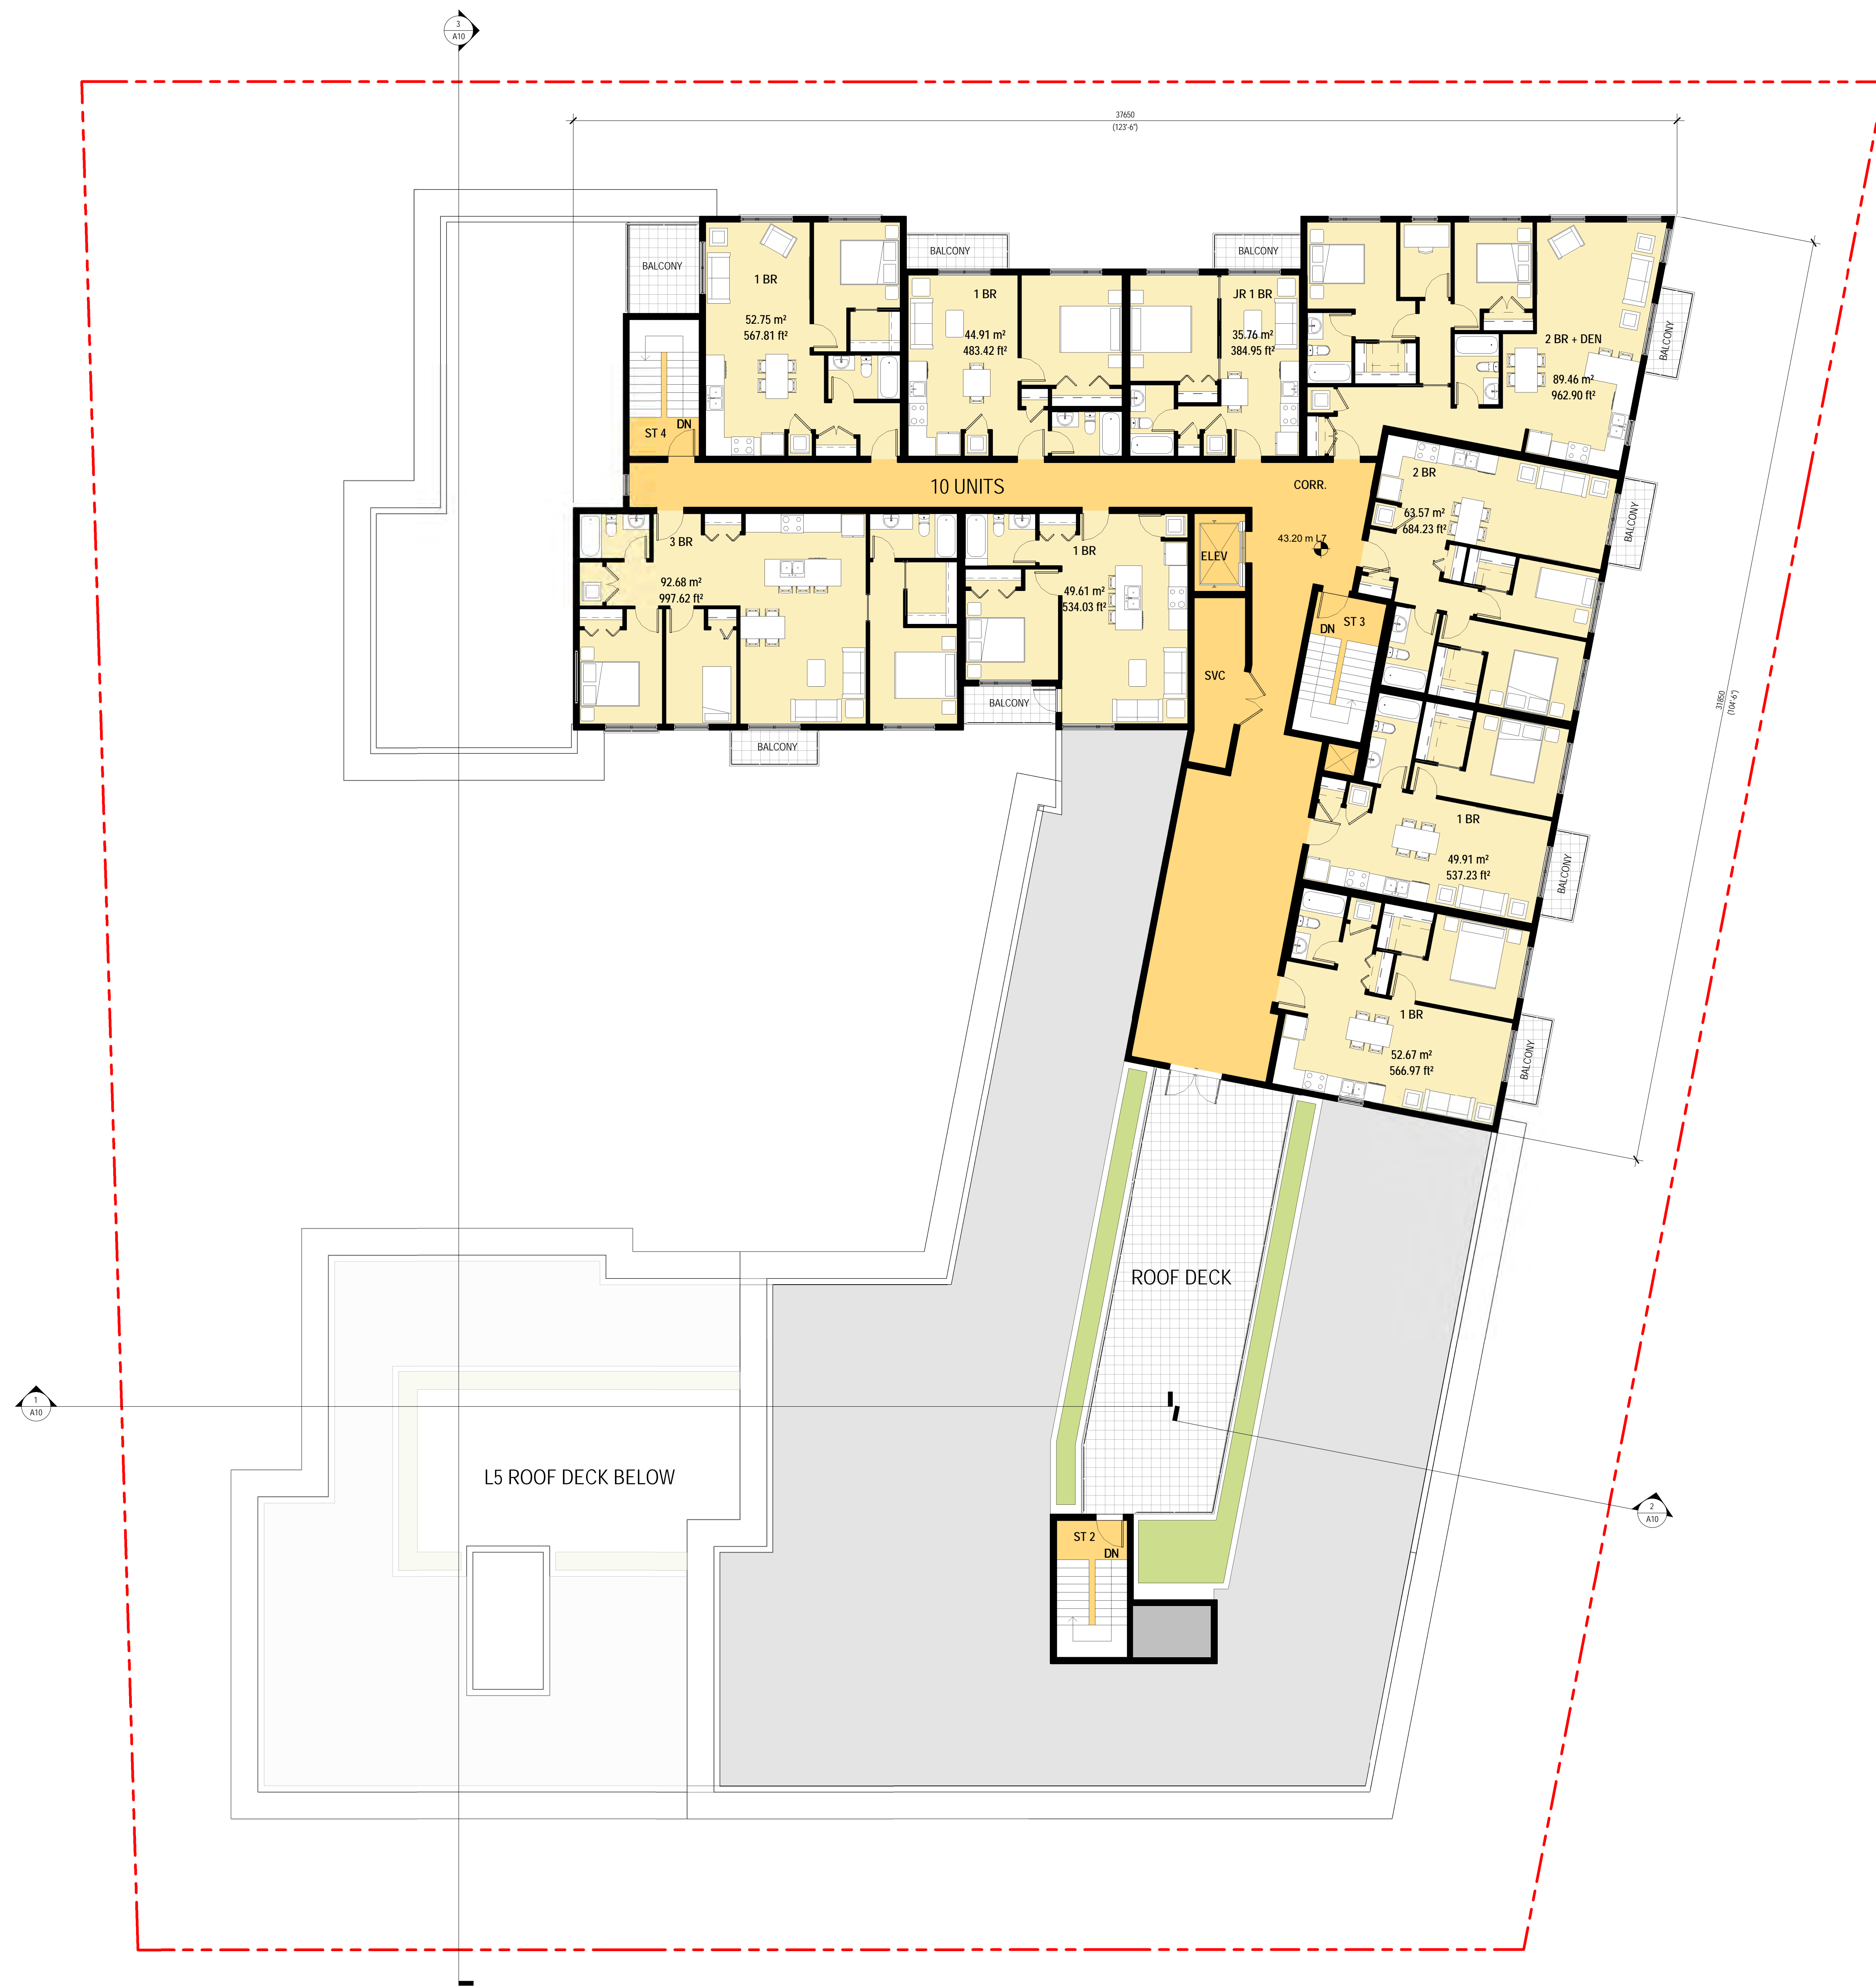 3
A10
37650
(123'-6")
BALCONY
1 BR
52.75 m²
567.81 ft²
BALCONY
1 BR
44.91 m²
483.42 ft²
BALCONY
JR 1 BR
35.76 m²
384.95 ft²
2 BR + DEN
89.46 m²
962.90 ft²
BALCONY
ST 4
DN
10 UNITS
CORR.
2 BR
63.57 m²
684.23 ft²
BALCONY
3 BR
92.68 m²
997.62 ft²
BALCONY
1 BR
49.61 m²
534.03 ft²
BALCONY
ELEV
43.20 m L7
ST 3
DN
SVC
31850
(104'-6")
1 BR
49.91 m²
537.23 ft²
BALCONY
1 BR
52.67 m²
566.97 ft²
BALCONY
ROOF DECK
1
A10
L5 ROOF DECK BELOW
2
A10
ST 2
DN